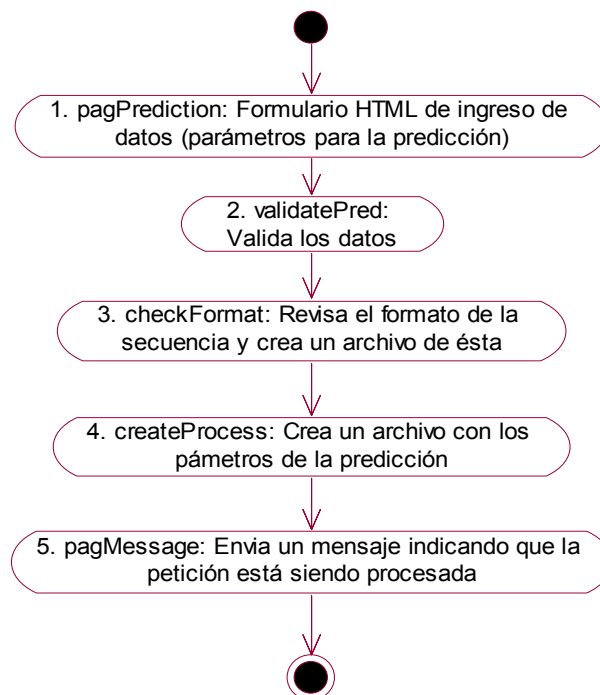 1. pagPrediction: Formulario HTML de ingreso de
datos (parámetros para la predicción)
2. validatePred:
Valida los datos
3. checkFormat: Revisa el formato de la
secuencia y crea un archivo de ésta
4. createProcess: Crea un archivo con los
pámetros de la predicción
5. pagMessage: Envia un mensaje indicando que la
petición está siendo procesada